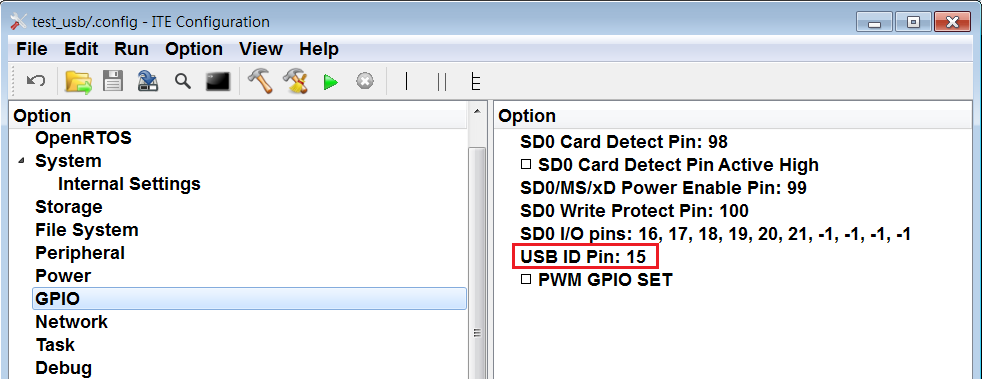 test_usb/.config - ITE Configuration
File Edit Run Option View Help
Option
OpenRTOS
System
Internal Settings
Storage
File System
Peripheral
Power
GPIO
Network
Task
Debug
Option
SD0 Card Detect Pin: 98
SD0 Card Detect Pin Active High
SD0/MS/xD Power Enable Pin: 99
SD0 Write Protect Pin: 100
SD0 I/O pins: 16, 17, 18, 19, 20, 21, -1, -1, -1, -1
USB ID Pin: 15
PWM GPIO SET